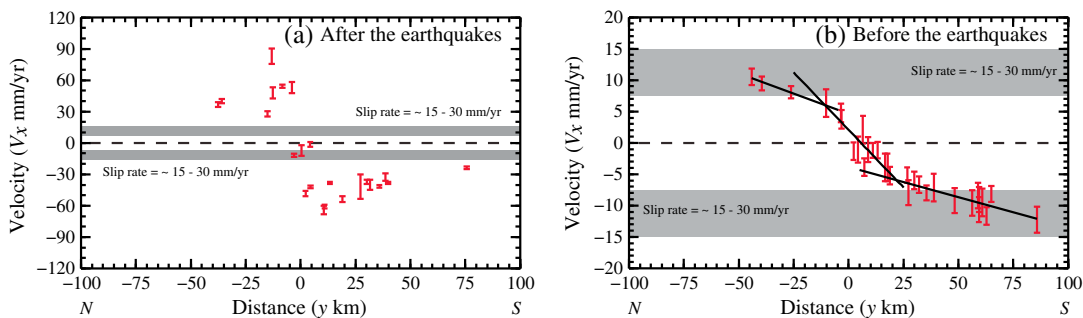 (a) After the earthquakes
120
90
60
30
0
−30
−60
−90
−120
Velocity (Vx mm/yr)
Slip rate = ~ 15 - 30 mm/yr
Slip rate = ~ 15 - 30 mm/yr
−100 −75 −50 −25 0 25 50 75 100
N Distance (y km) S
(b) Before the earthquakes
20
15
10
5
0
−5
−10
−15
−20
Velocity (Vx mm/yr)
Slip rate = ~ 15 - 30 mm/yr
Slip rate = ~ 15 - 30 mm/yr
−100 −75 −50 −25 0 25 50 75 100
N Distance (y km) S